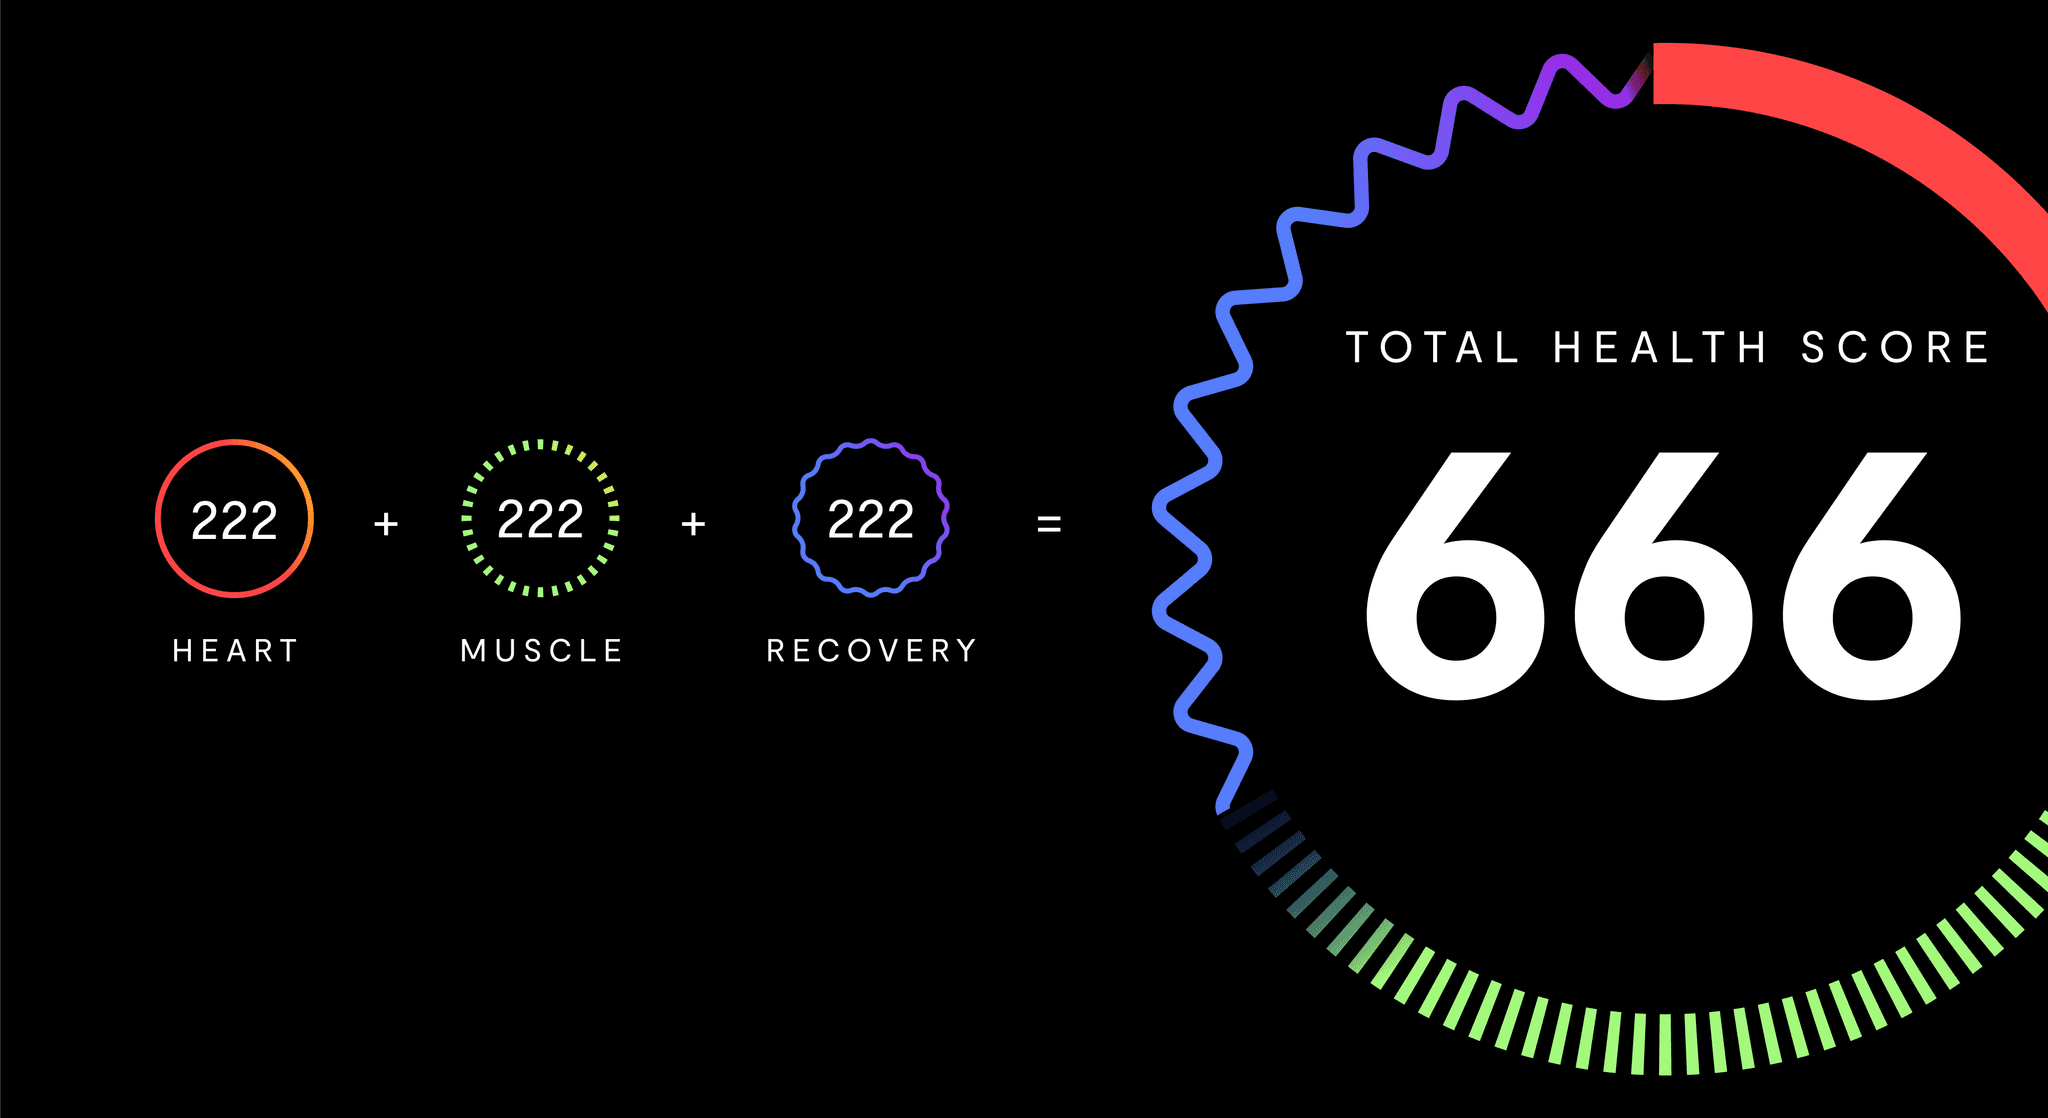 222 + 222 + 222 =
HEART MUSCLE RECOVERY
TOTAL HEALTH SCORE
666